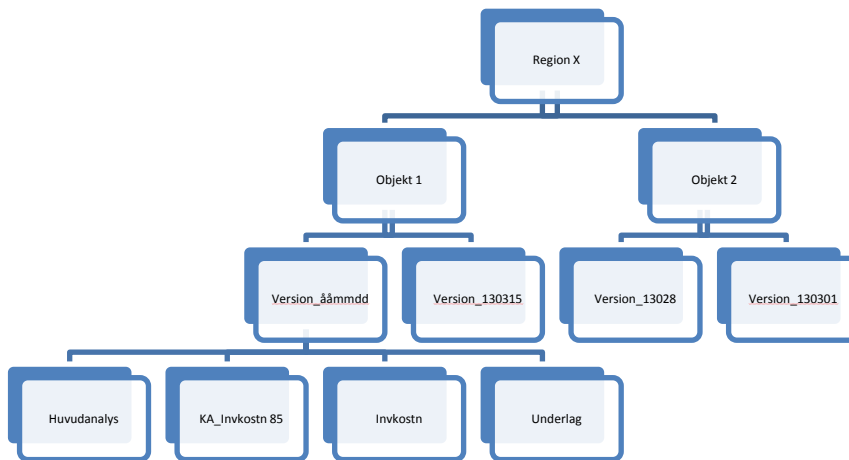 Region X
Objekt 1
Objekt 2
Version_ååmmdd
Version_130315
Version_13028
Version_130301
Huvudanalys
KA_Invkostn 85
Invkostn
Underlag